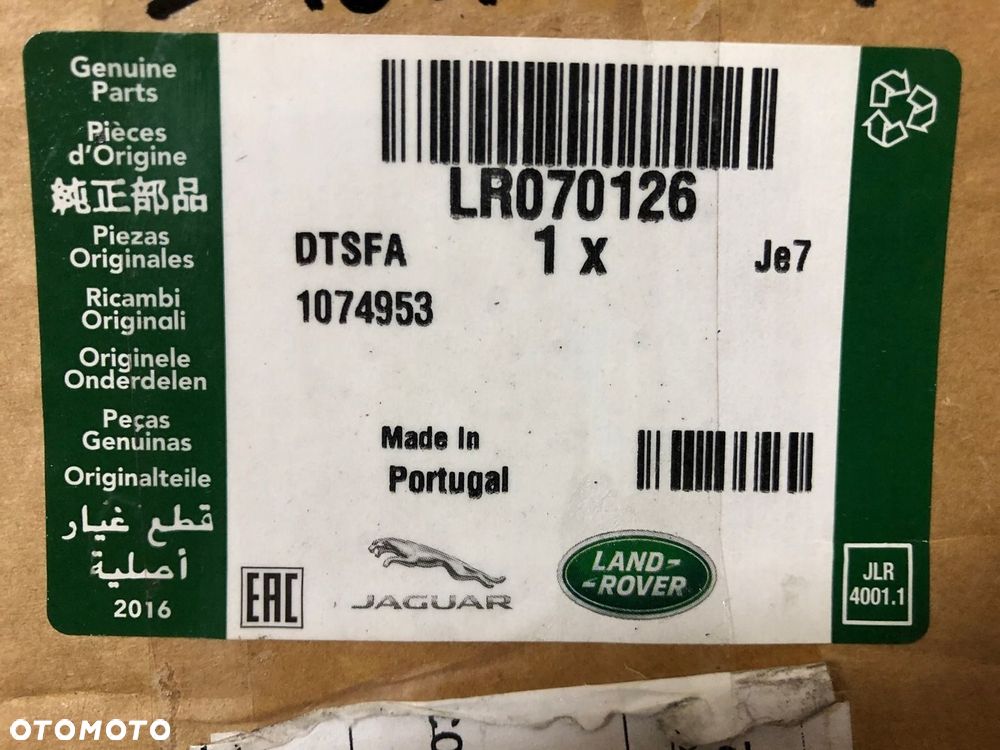 Genuine
Parts
Pièces
d'Origine
純正部品
Piezas
Originales
Ricambi
Originali
Originele
Onderdelen
Peças
Genuinas
Originalteile
قطع غيار
أصلية
2016
LR070126
DTSFA
1 x
Je7
1074953
Made In
Portugal
EAC
JAGUAR
LAND-
-ROVER
JLR
4001.1
OTOMOTO